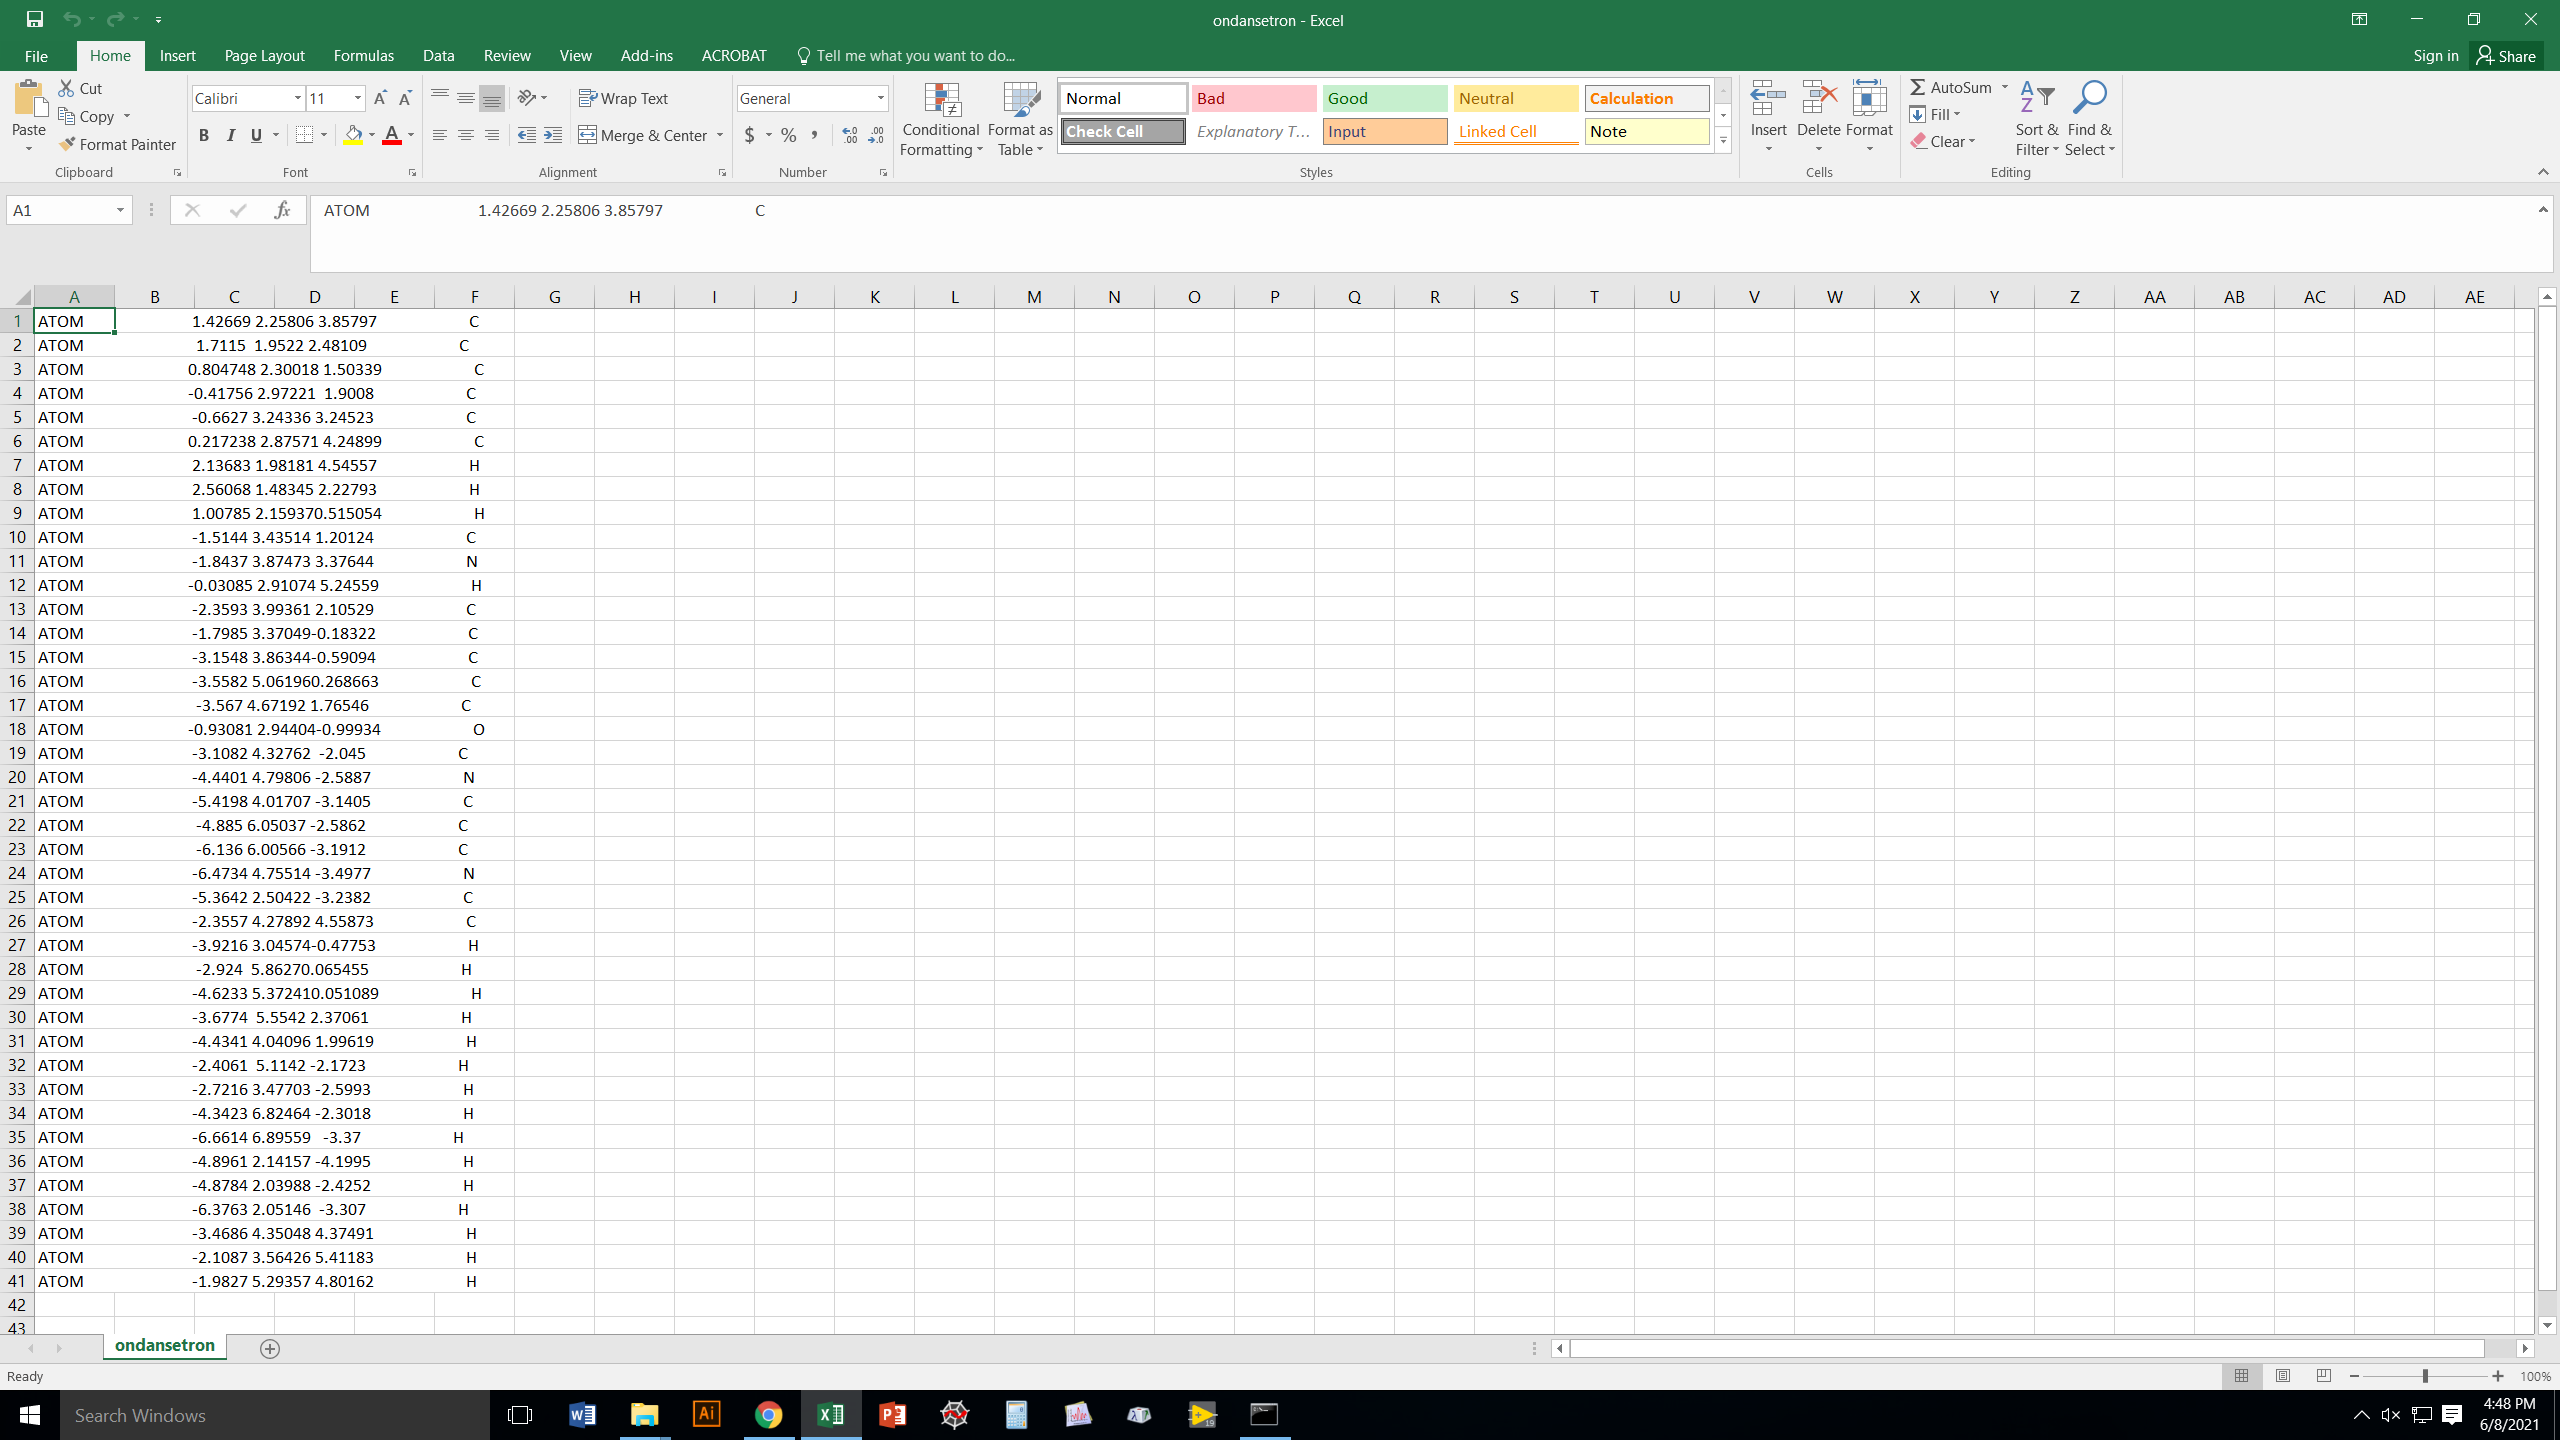 ondansetron - Excel
File Home Insert Page Layout Formulas Data Review View Add-ins ACROBAT Tell me what you want to do... Sign in Share
Cut Calibri 11 Wrap Text General Normal Bad Good Neutral Calculation AutoSum
Copy Fill
Paste Conditional Format as Insert Delete Format Sort & Find &
B I U Merge & Center $ % , Formatting Table Check Cell Explanatory T... Input Linked Cell Note Clear Filter Select
Format Painter
Clipboard Font Alignment Number Styles Cells Editing
A1 fx ATOM 1.42669 2.25806 3.85797 C
A B C D E F G H I J K L M N O P Q R S T U V W X Y Z AA AB AC AD AE
1 ATOM 1.42669 2.25806 3.85797 C
2 ATOM 1.7115 1.9522 2.48109 C
3 ATOM 0.804748 2.30018 1.50339 C
4 ATOM -0.41756 2.97221 1.9008 C
5 ATOM -0.6627 3.24336 3.24523 C
6 ATOM 0.217238 2.87571 4.24899 C
7 ATOM 2.13683 1.98181 4.54557 H
8 ATOM 2.56068 1.48345 2.22793 H
9 ATOM 1.00785 2.159370.515054 H
10 ATOM -1.5144 3.43514 1.20124 C
11 ATOM -1.8437 3.87473 3.37644 N
12 ATOM -0.03085 2.91074 5.24559 H
13 ATOM -2.3593 3.99361 2.10529 C
14 ATOM -1.7985 3.37049-0.18322 C
15 ATOM -3.1548 3.86344-0.59094 C
16 ATOM -3.5582 5.061960.268663 C
17 ATOM -3.567 4.67192 1.76546 C
18 ATOM -0.93081 2.94404-0.99934 O
19 ATOM -3.1082 4.32762 -2.045 C
20 ATOM -4.4401 4.79806 -2.5887 N
21 ATOM -5.4198 4.01707 -3.1405 C
22 ATOM -4.885 6.05037 -2.5862 C
23 ATOM -6.136 6.00566 -3.1912 C
24 ATOM -6.4734 4.75514 -3.4977 N
25 ATOM -5.3642 2.50422 -3.2382 C
26 ATOM -2.3557 4.27892 4.55873 C
27 ATOM -3.9216 3.04574-0.47753 H
28 ATOM -2.924 5.86270.065455 H
29 ATOM -4.6233 5.372410.051089 H
30 ATOM -3.6774 5.5542 2.37061 H
31 ATOM -4.4341 4.04096 1.99619 H
32 ATOM -2.4061 5.1142 -2.1723 H
33 ATOM -2.7216 3.47703 -2.5993 H
34 ATOM -4.3423 6.82464 -2.3018 H
35 ATOM -6.6614 6.89559 -3.37 H
36 ATOM -4.8961 2.14157 -4.1995 H
37 ATOM -4.8784 2.03988 -2.4252 H
38 ATOM -6.3763 2.05146 -3.307 H
39 ATOM -3.4686 4.35048 4.37491 H
40 ATOM -2.1087 3.56426 5.41183 H
41 ATOM -1.9827 5.29357 4.80162 H
42
43
ondansetron
Ready 100%
Search Windows 4:48 PM
6/8/2021